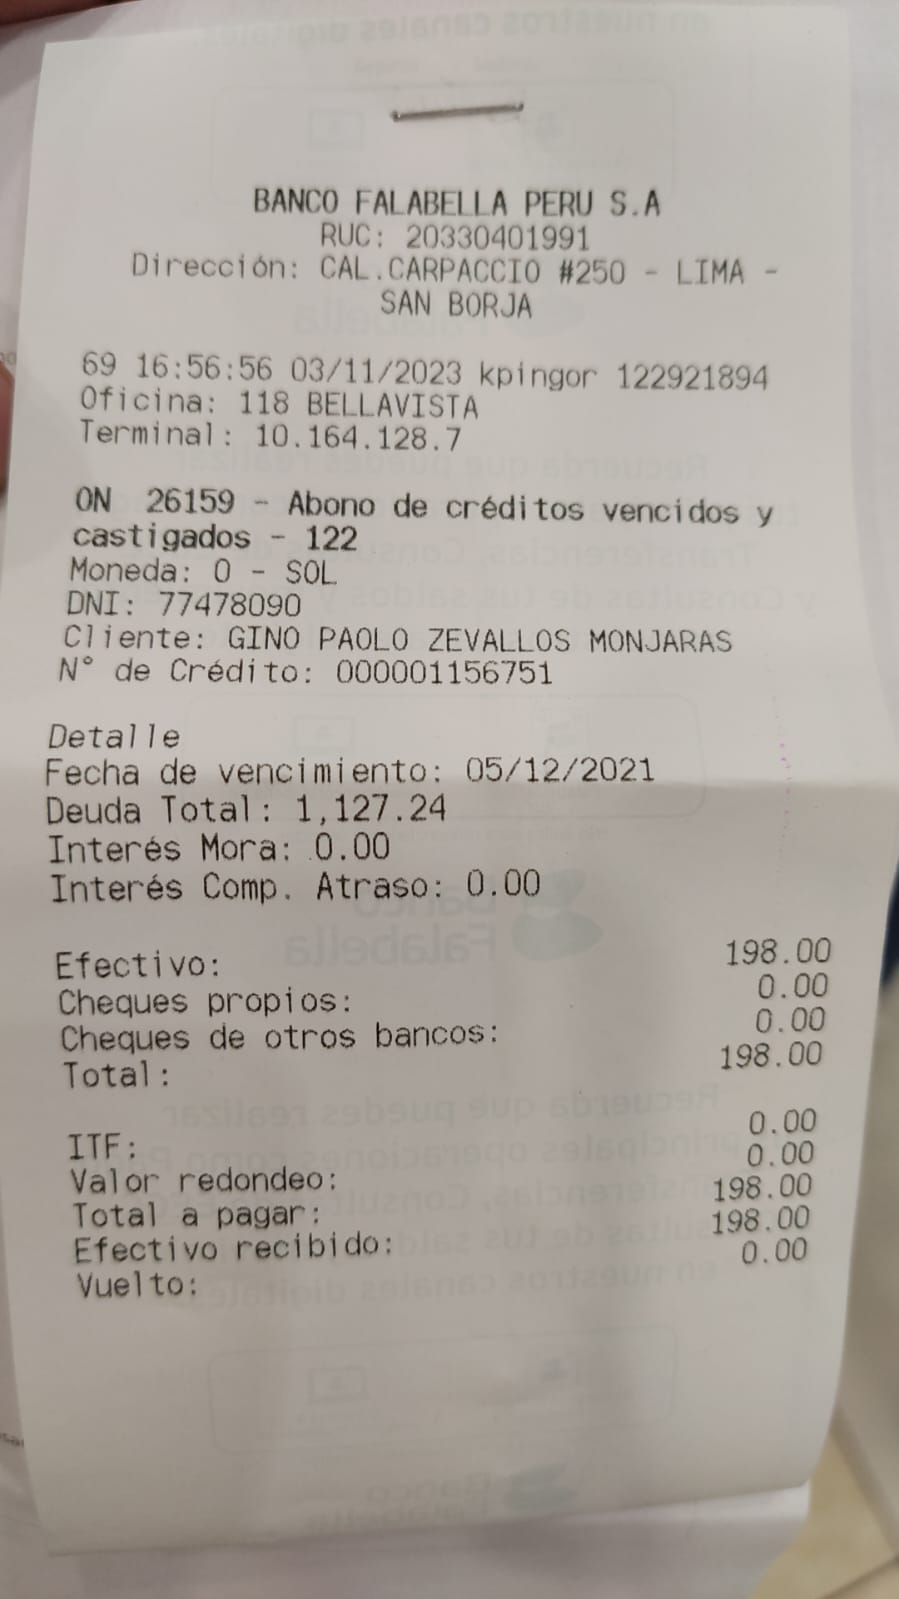 BANCO FALABELLA PERU S.A
RUC: 20330401991
Dirección: CAL.CARPACCIO #250 - LIMA -
SAN BORJA
69 16:56:56 03/11/2023 kpingor 122921894
Oficina: 118 BELLAVISTA
Terminal: 10.164.128.7
ON 26159 - Abono de créditos vencidos y
castigados - 122
Moneda: 0 - SOL
DNI: 77478090
Cliente: GINO PAOLO ZEVALLOS MONJARAS
N° de Crédito: 000001156751
Detalle
Fecha de vencimiento: 05/12/2021
Deuda Total: 1,127.24
Interés Mora: 0.00
Interés Comp. Atraso: 0.00
Efectivo: 198.00
Cheques propios: 0.00
Cheques de otros bancos: 0.00
Total: 198.00
ITF: 0.00
Valor redondeo: 0.00
Total a pagar: 198.00
Efectivo recibido: 198.00
Vuelto: 0.00